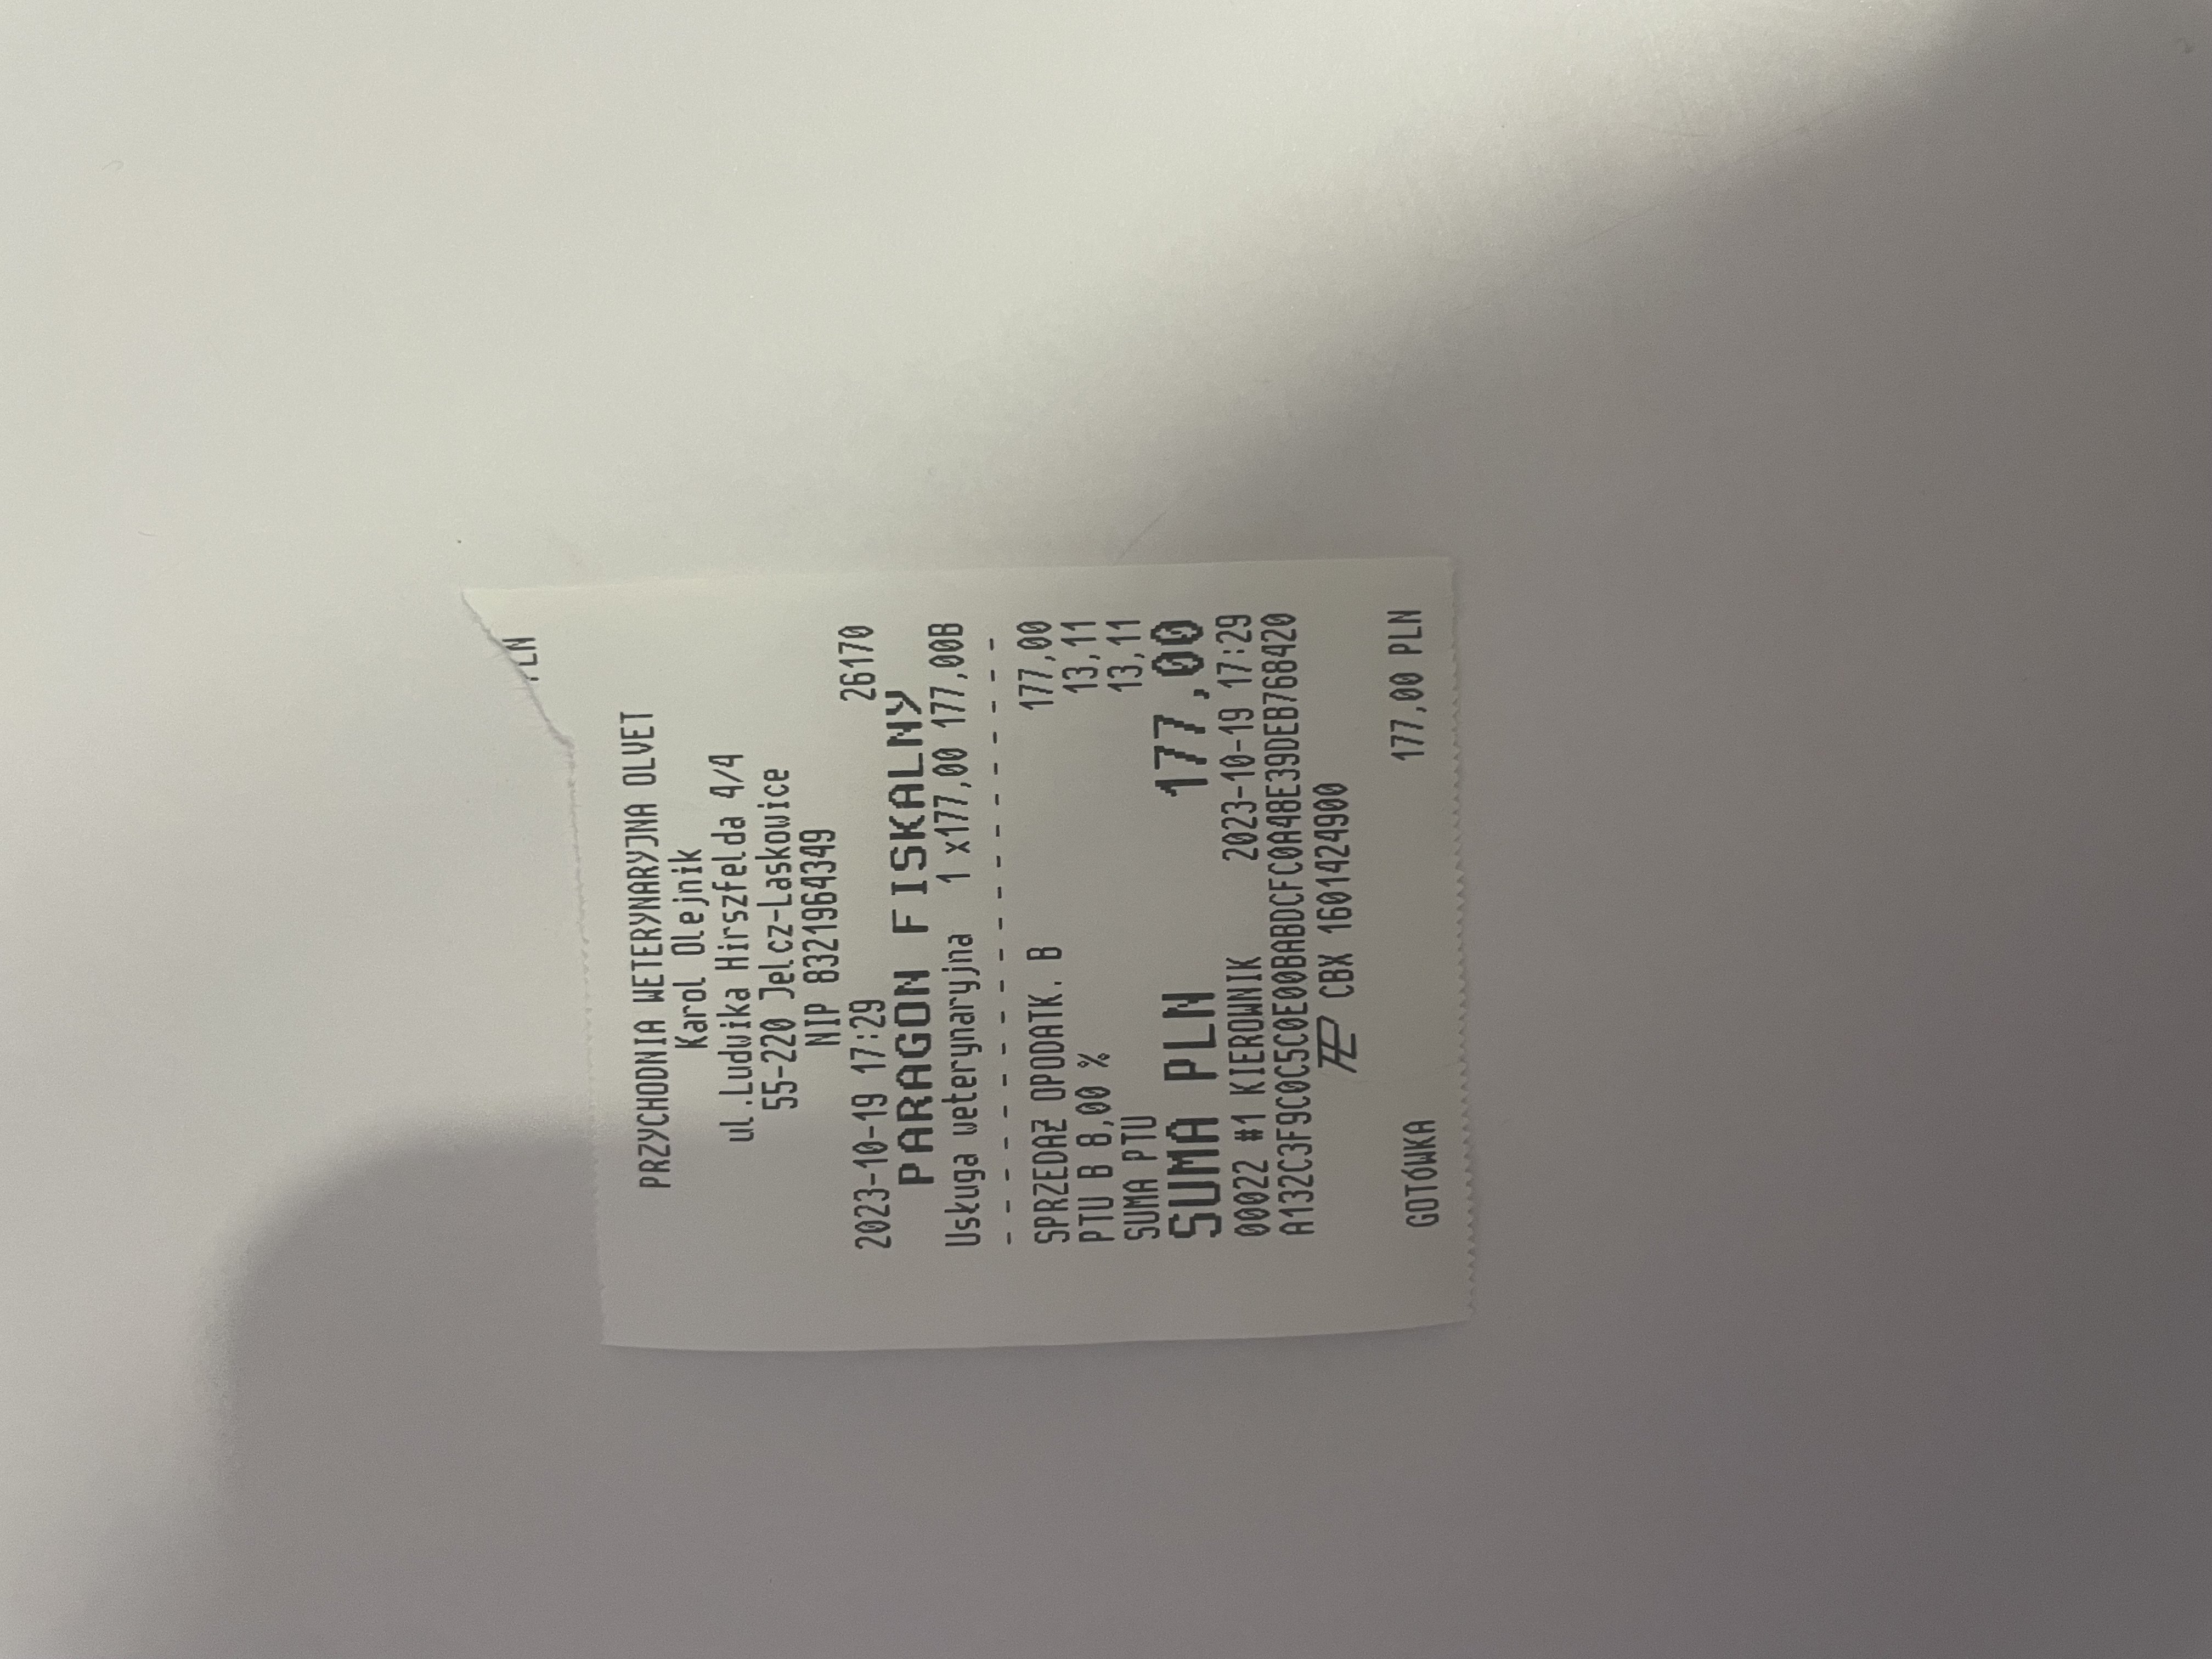 PLN
PRZYCHODNIA WETERYNARYJNA OLVET
Karol Olejnik
ul.Ludwika Hirszfelda 4/4
55-220 Jelcz-Laskowice
NIP 8321964349
2023-10-19 17:29 26170
PARAGON FISKALNY
Usługa weterynaryjna 1 x177,00 177,00B
SPRZEDAŻ OPODATK. B 177,00
PTU B 8,00 % 13,11
SUMA PTU 13,11
SUMA PLN 177,00
00022 #1 KIEROWNIK 2023-10-19 17:29
A132C3F9C0C5C0E00BABDCFC0A48E39DEB768420
CBX 1601424900
GOTÓWKA 177,00 PLN